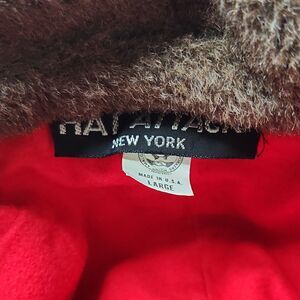 HAT ATTACK
NEW YORK
MADE IN U.S.A.
LARGE